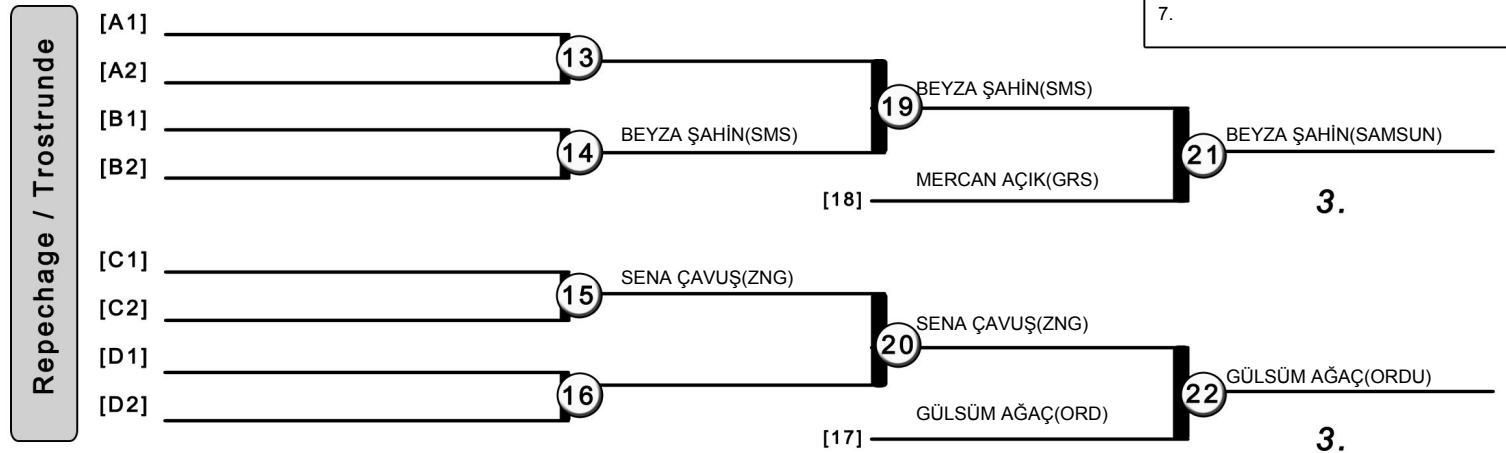 7.
Repechage / Trostrunde
[A1]
[A2]
13
[B1]
[B2]
14
BEYZA ŞAHİN(SMS)
19
BEYZA ŞAHİN(SMS)
[18]
MERCAN AÇIK(GRS)
21
BEYZA ŞAHİN(SAMSUN)
3.
[C1]
[C2]
15
SENA ÇAVUŞ(ZNG)
[D1]
[D2]
16
20
SENA ÇAVUŞ(ZNG)
[17]
GÜLSÜM AĞAÇ(ORD)
22
GÜLSÜM AĞAÇ(ORDU)
3.